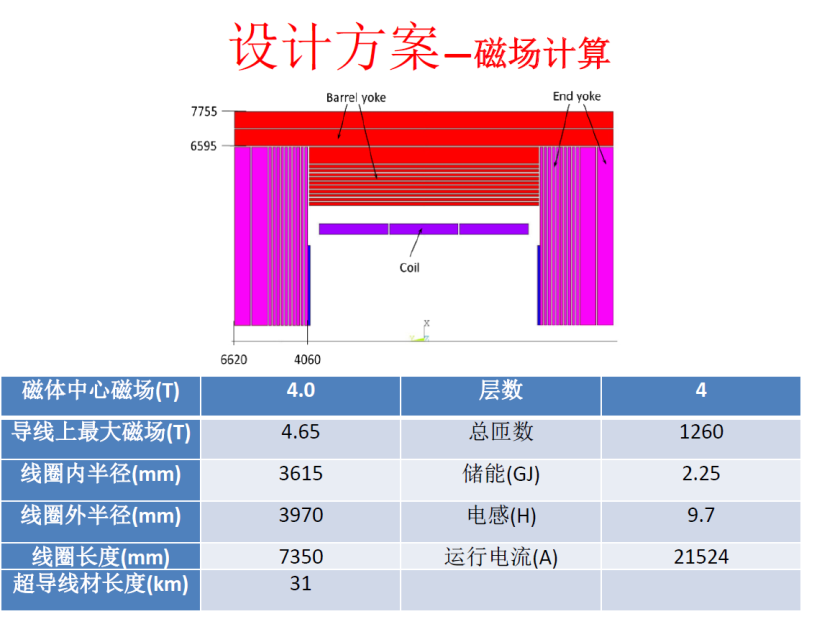 设计方案–磁场计算
Barrel yoke
End yoke
7755
6595
Coil
X
6620
4060
磁体中心磁场(T) 4.0 层数 4
导线上最大磁场(T) 4.65 总匝数 1260
线圈内半径(mm) 3615 储能(GJ) 2.25
线圈外半径(mm) 3970 电感(H) 9.7
线圈长度(mm) 7350 运行电流(A) 21524
超导线材长度(km) 31